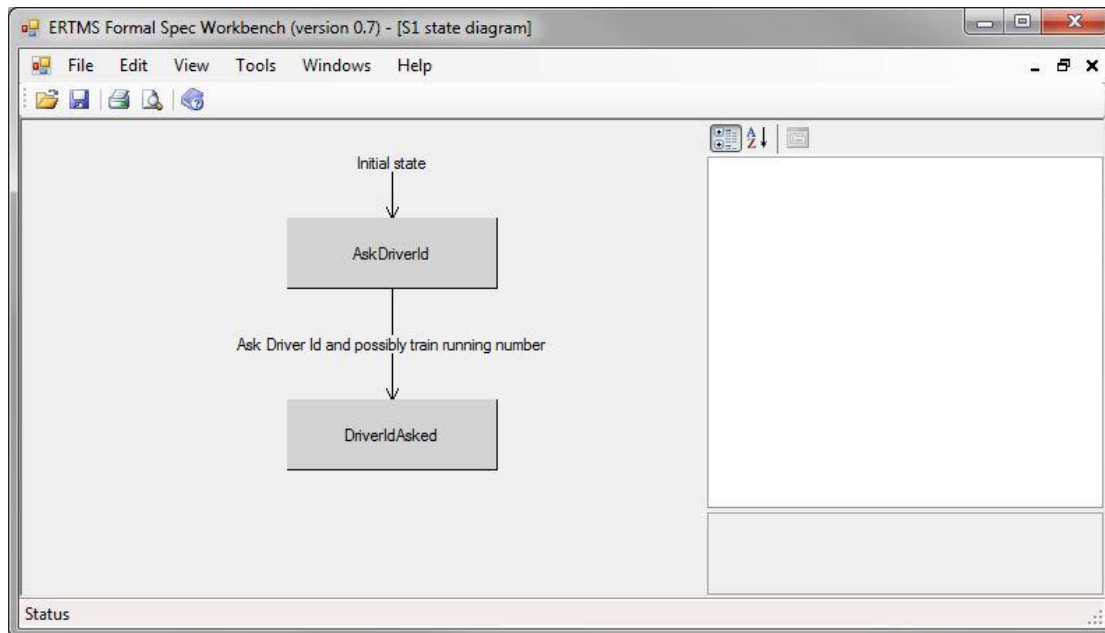 ERTMS Formal Spec Workbench (version 0.7) - [S1 state diagram]
File Edit View Tools Windows Help
Initial state
AskDriverId
Ask Driver Id and possibly train running number
DriverIdAsked
A
Z
Status